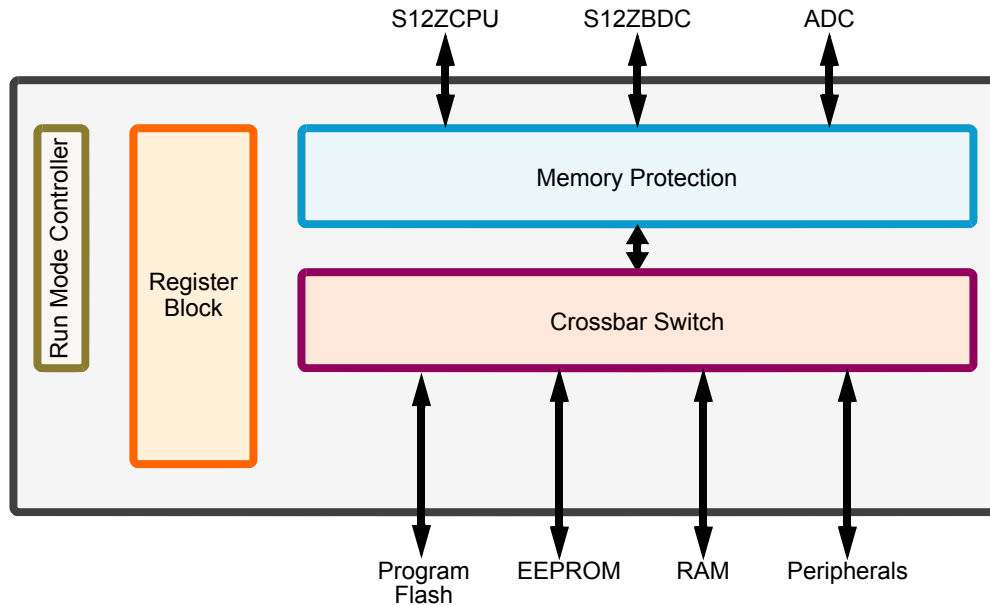 S12ZCPU
S12ZBDC
ADC
Run Mode Controller
Register
Block
Memory Protection
Crossbar Switch
Program
Flash
EEPROM
RAM
Peripherals